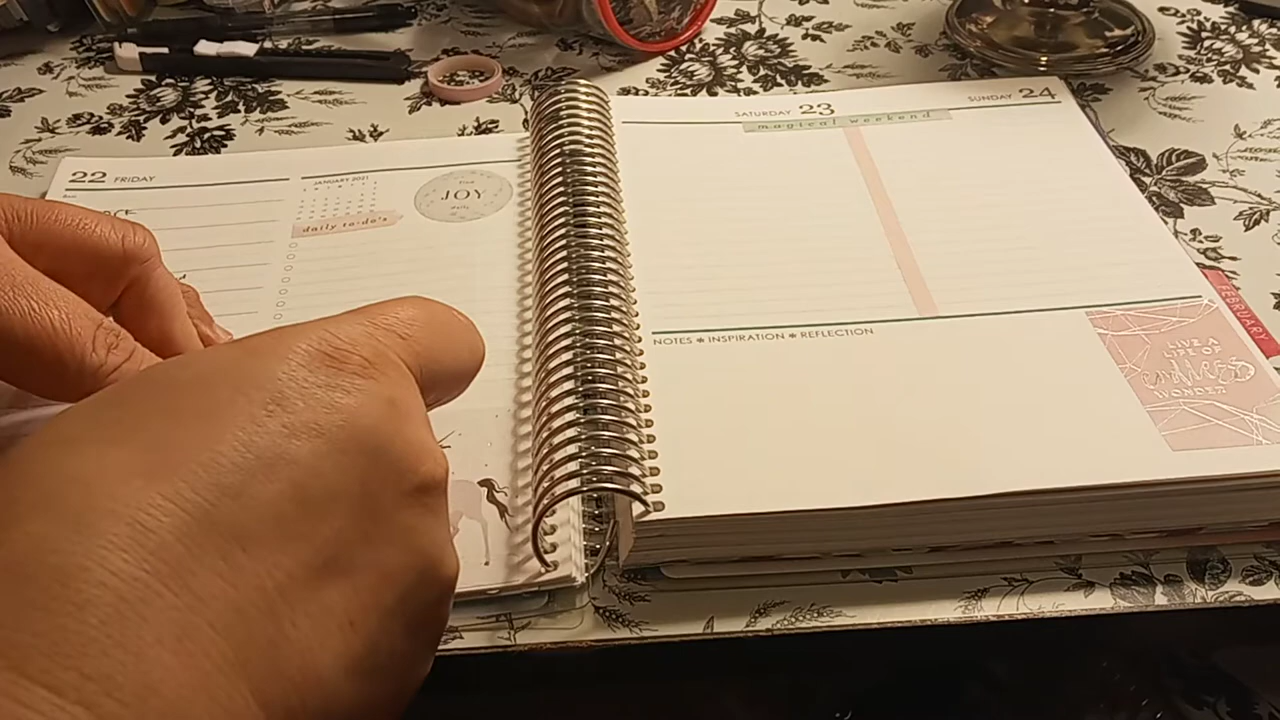 22 FRIDAY
JANUARY 2021
JOY
daily
daily to-do's
SATURDAY 23
SUNDAY 24
magical weekend
NOTES ✱ INSPIRATION ✱ REFLECTION
LIVE A
LIFE OF
endless
WONDER
FEBRUARY